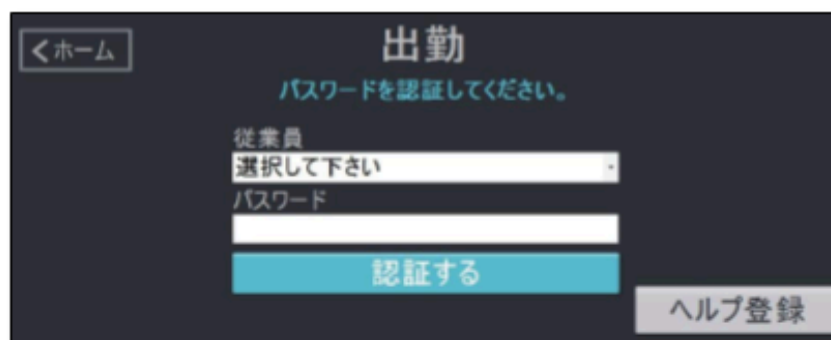 くホーム
出勤
パスワードを認証してください。
従業員
選択して下さい
パスワード
認証する
ヘルプ登録